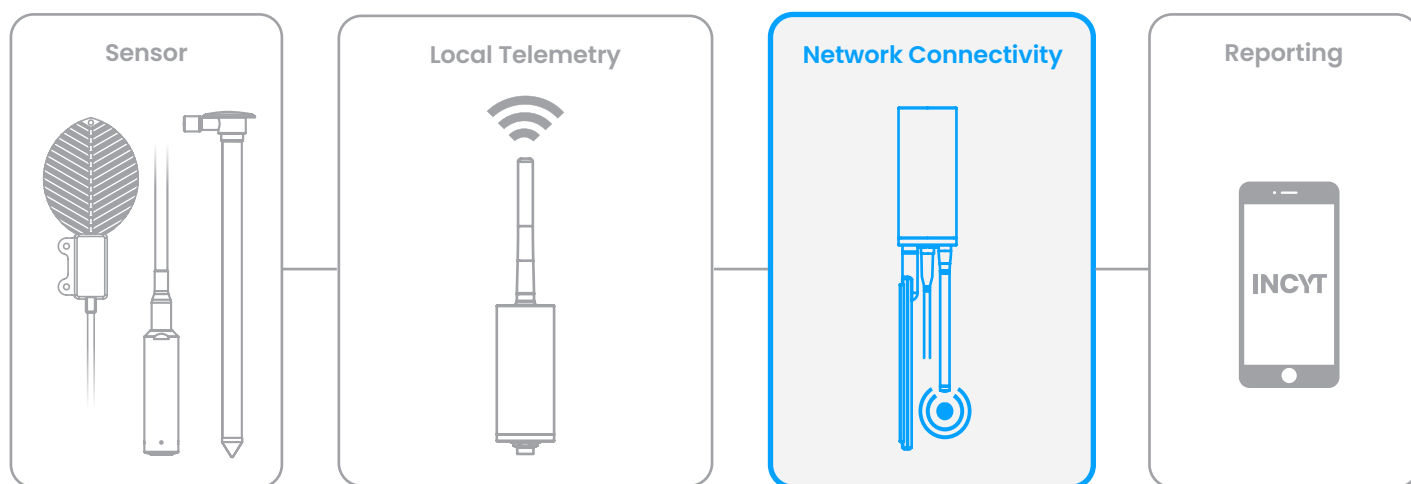 Sensor
Local Telemetry
Network Connectivity
Reporting
INCYT